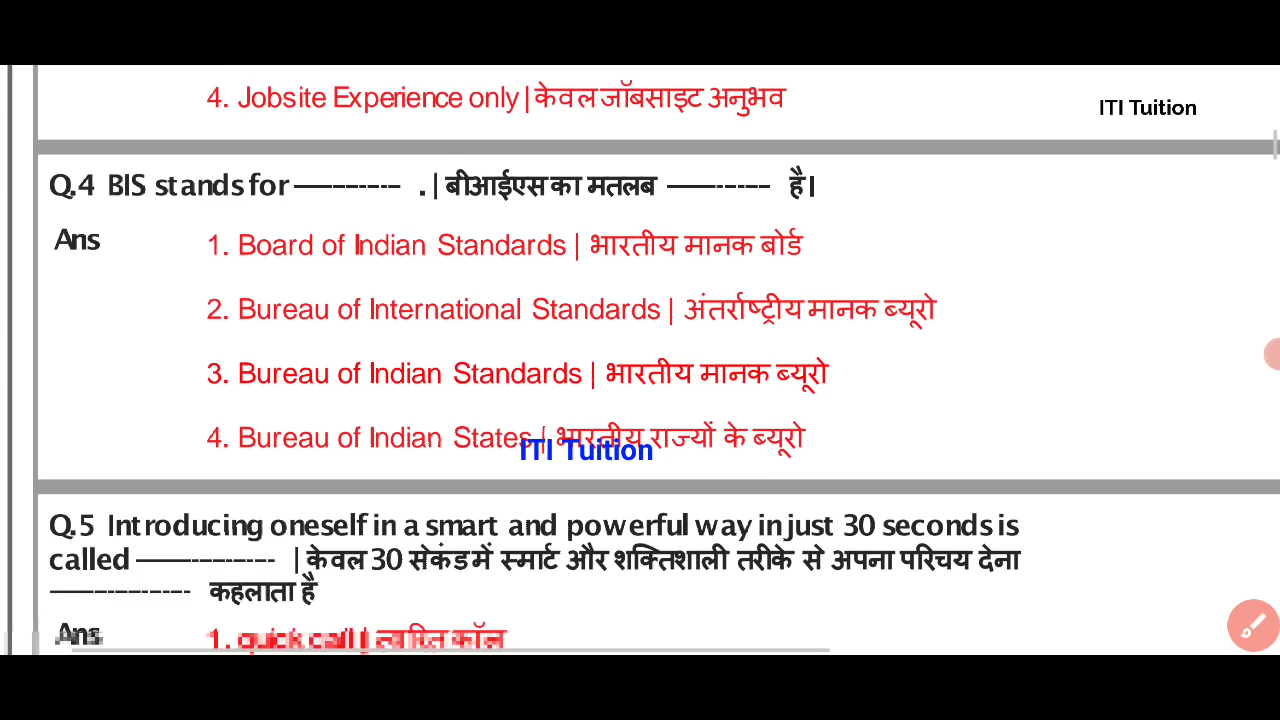 4. Jobsite Experience only | केवल जॉबसाइट अनुभव
ITI Tuition
Q.4 BIS stands for ---------- . | बीआईएस का मतलब ---------- है।
Ans
1. Board of Indian Standards | भारतीय मानक बोर्ड
2. Bureau of International Standards | अंतर्राष्ट्रीय मानक ब्यूरो
3. Bureau of Indian Standards | भारतीय मानक ब्यूरो
4. Bureau of Indian States | भारतीय राज्यों के ब्यूरो
ITI Tuition
Q.5 Introducing oneself in a smart and powerful way in just 30 seconds is
called ------------- | केवल 30 सेकंड में स्मार्ट और शक्तिशाली तरीके से अपना परिचय देना
------------- कहलाता है
Ans
1. quick call | त्वरित कॉल